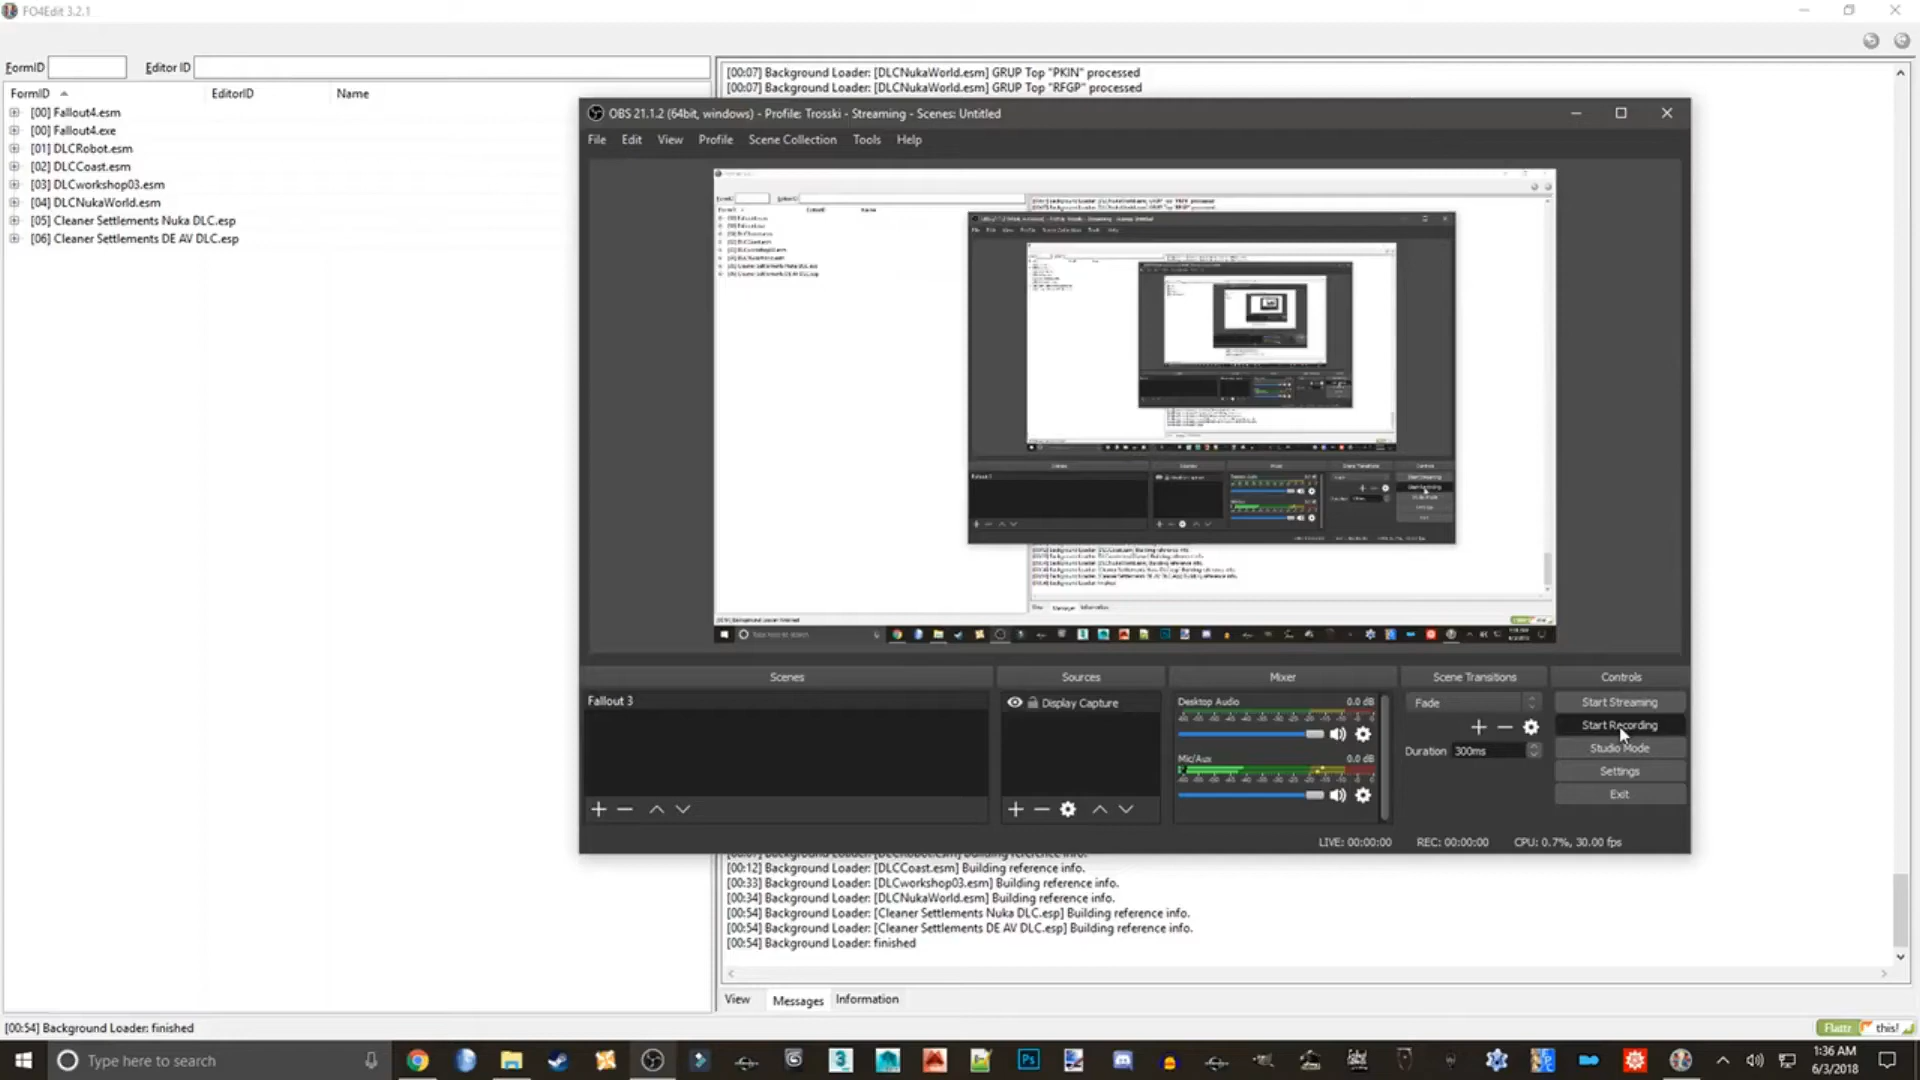 FO4Edit 3.2.1
FormID
Editor ID
FormID EditorID Name
[00] Fallout4.esm
[00] Fallout4.exe
[01] DLCRobot.esm
[02] DLCCoast.esm
[03] DLCworkshop03.esm
[04] DLCNukaWorld.esm
[05] Cleaner Settlements Nuka DLC.esp
[06] Cleaner Settlements DE AV DLC.esp
[00:07] Background Loader: [DLCNukaWorld.esm] GRUP Top "PKIN" processed
[00:07] Background Loader: [DLCNukaWorld.esm] GRUP Top "RFGP" processed
OBS 21.1.2 (64bit, windows) - Profile: Trosski - Streaming - Scenes: Untitled
File Edit View Profile Scene Collection Tools Help
Scenes
Fallout 3
Sources
Display Capture
Mixer
Desktop Audio 0.0 dB
Mic/Aux 0.0 dB
Scene Transitions
Fade
Duration 300ms
Controls
Start Streaming
Start Recording
Studio Mode
Settings
Exit
LIVE: 00:00:00 REC: 00:00:00 CPU: 0.7%, 30.00 fps
[00:12] Background Loader: [DLCCoast.esm] Building reference info.
[00:33] Background Loader: [DLCworkshop03.esm] Building reference info.
[00:34] Background Loader: [DLCNukaWorld.esm] Building reference info.
[00:54] Background Loader: [Cleaner Settlements Nuka DLC.esp] Building reference info.
[00:54] Background Loader: [Cleaner Settlements DE AV DLC.esp] Building reference info.
[00:54] Background Loader: finished
View Messages Information
[00:54] Background Loader: finished
Flattr this!
Type here to search
1:36 AM
6/3/2018